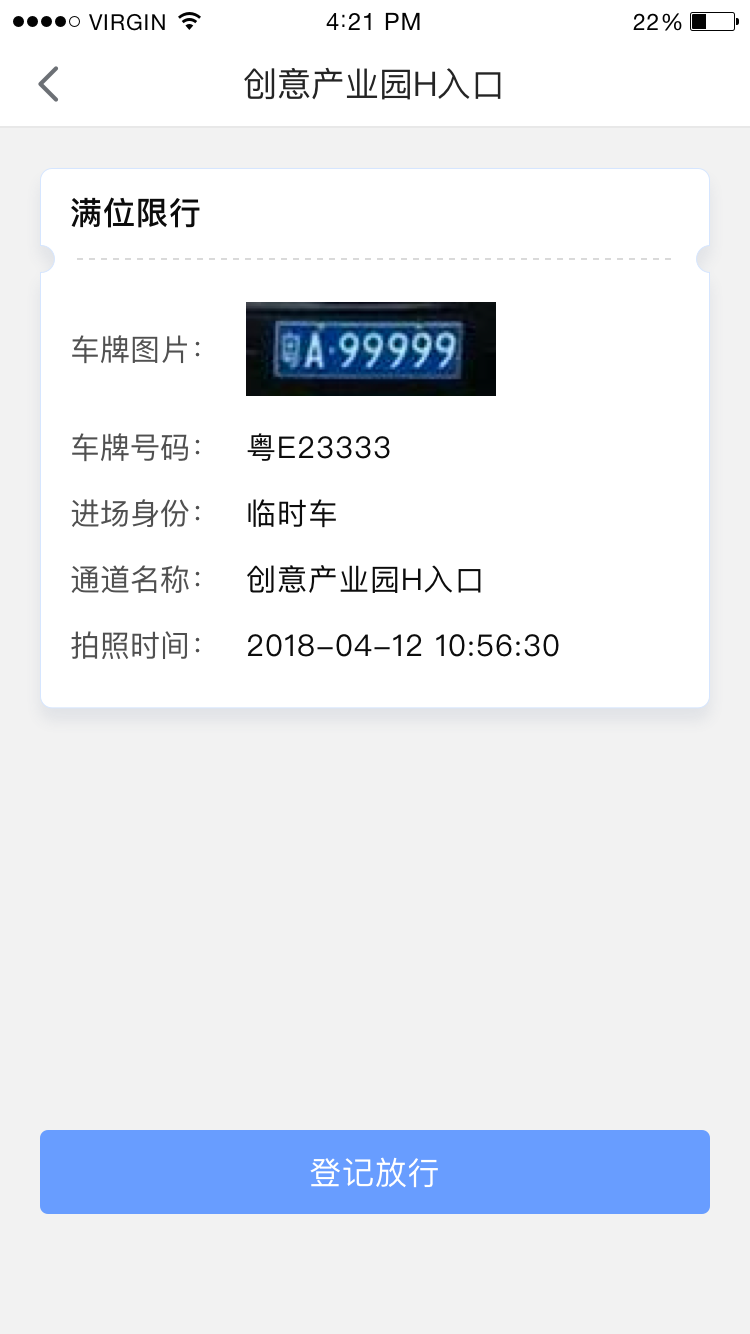 VIRGIN 4:21 PM 22%
创意产业园H入口
满位限行
车牌图片：
粤A·99999
车牌号码： 粤E23333
进场身份： 临时车
通道名称： 创意产业园H入口
拍照时间： 2018–04–12 10:56:30
登记放行